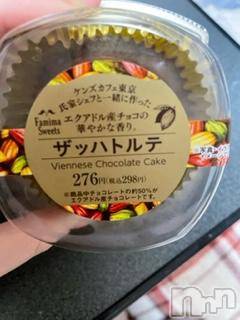 ケンズカフェ東京
氏家シェフと一緒に作った
Famima
Sweets
エクアドル産チョコの
華やかな香り。
ザッハトルテ
Viennese Chocolate Cake
276円(税込298円)
※商品中チョコレートの約50%が
エクアドル産チョコレートです。